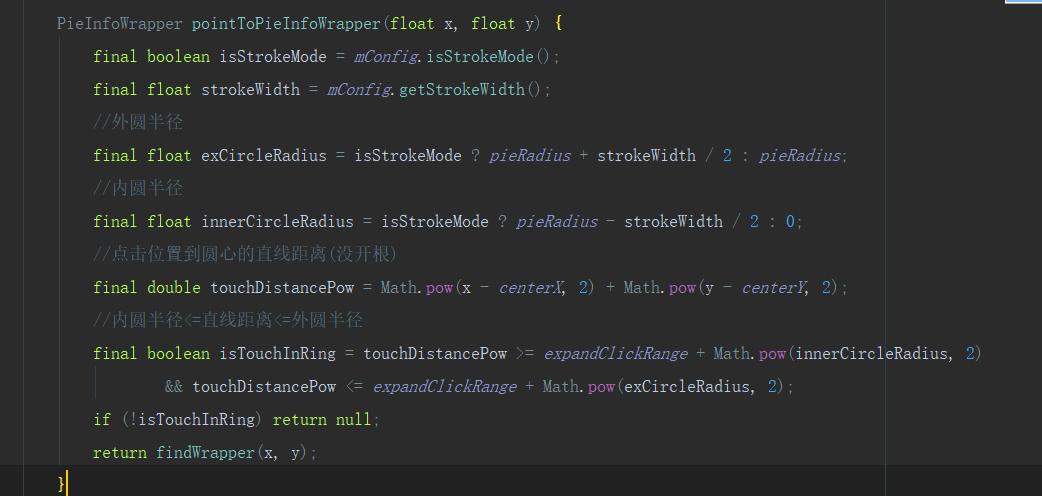 PieInfoWrapper pointToPieInfoWrapper(float x, float y) {
final boolean isStrokeMode = mConfig.isStrokeMode();
final float strokeWidth = mConfig.getStrokeWidth();
//外圆半径
final float exCircleRadius = isStrokeMode ? pieRadius + strokeWidth / 2 : pieRadius;
//内圆半径
final float innerCircleRadius = isStrokeMode ? pieRadius - strokeWidth / 2 : 0;
//点击位置到圆心的直线距离(没开根)
final double touchDistancePow = Math.pow(x - centerX, 2) + Math.pow(y - centerY, 2);
//内圆半径<=直线距离<=外圆半径
final boolean isTouchInRing = touchDistancePow >= expandClickRange + Math.pow(innerCircleRadius, 2)
&& touchDistancePow <= expandClickRange + Math.pow(exCircleRadius, 2);
if (!isTouchInRing) return null;
return findWrapper(x, y);
}